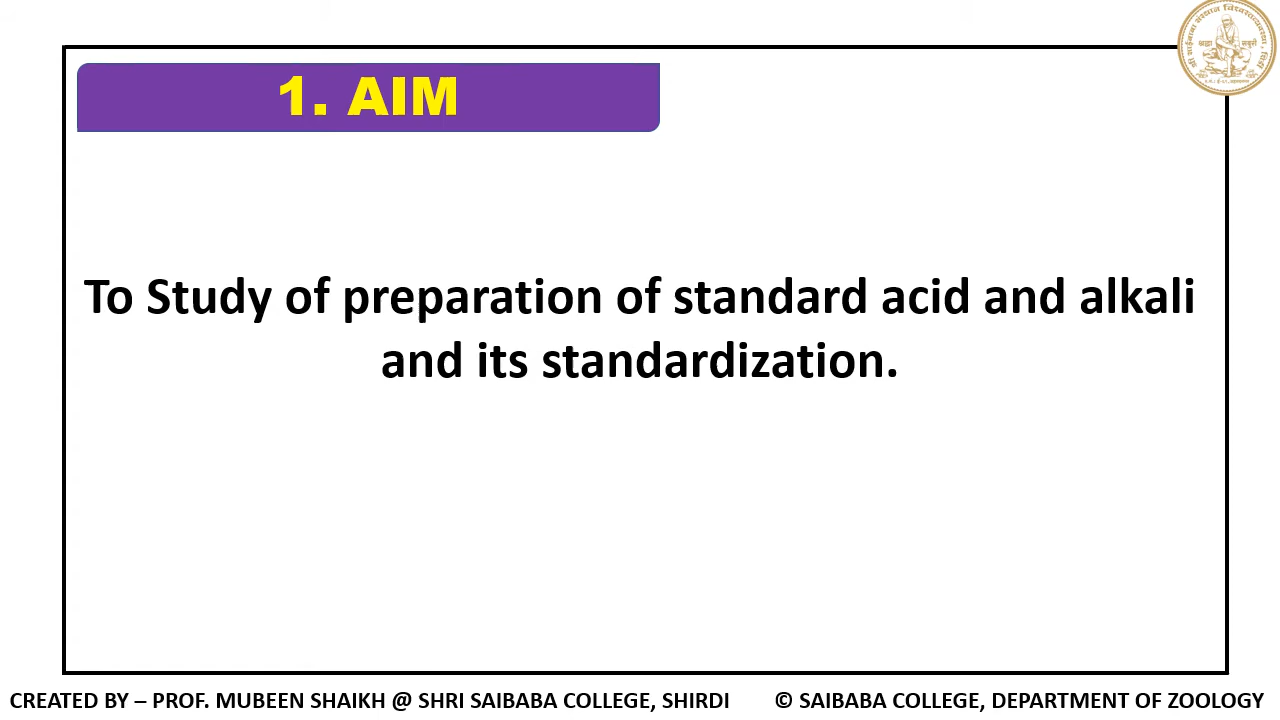 1. AIM
To Study of preparation of standard acid and alkali
and its standardization.
CREATED BY – PROF. MUBEEN SHAIKH @ SHRI SAIBABA COLLEGE, SHIRDI
© SAIBABA COLLEGE, DEPARTMENT OF ZOOLOGY